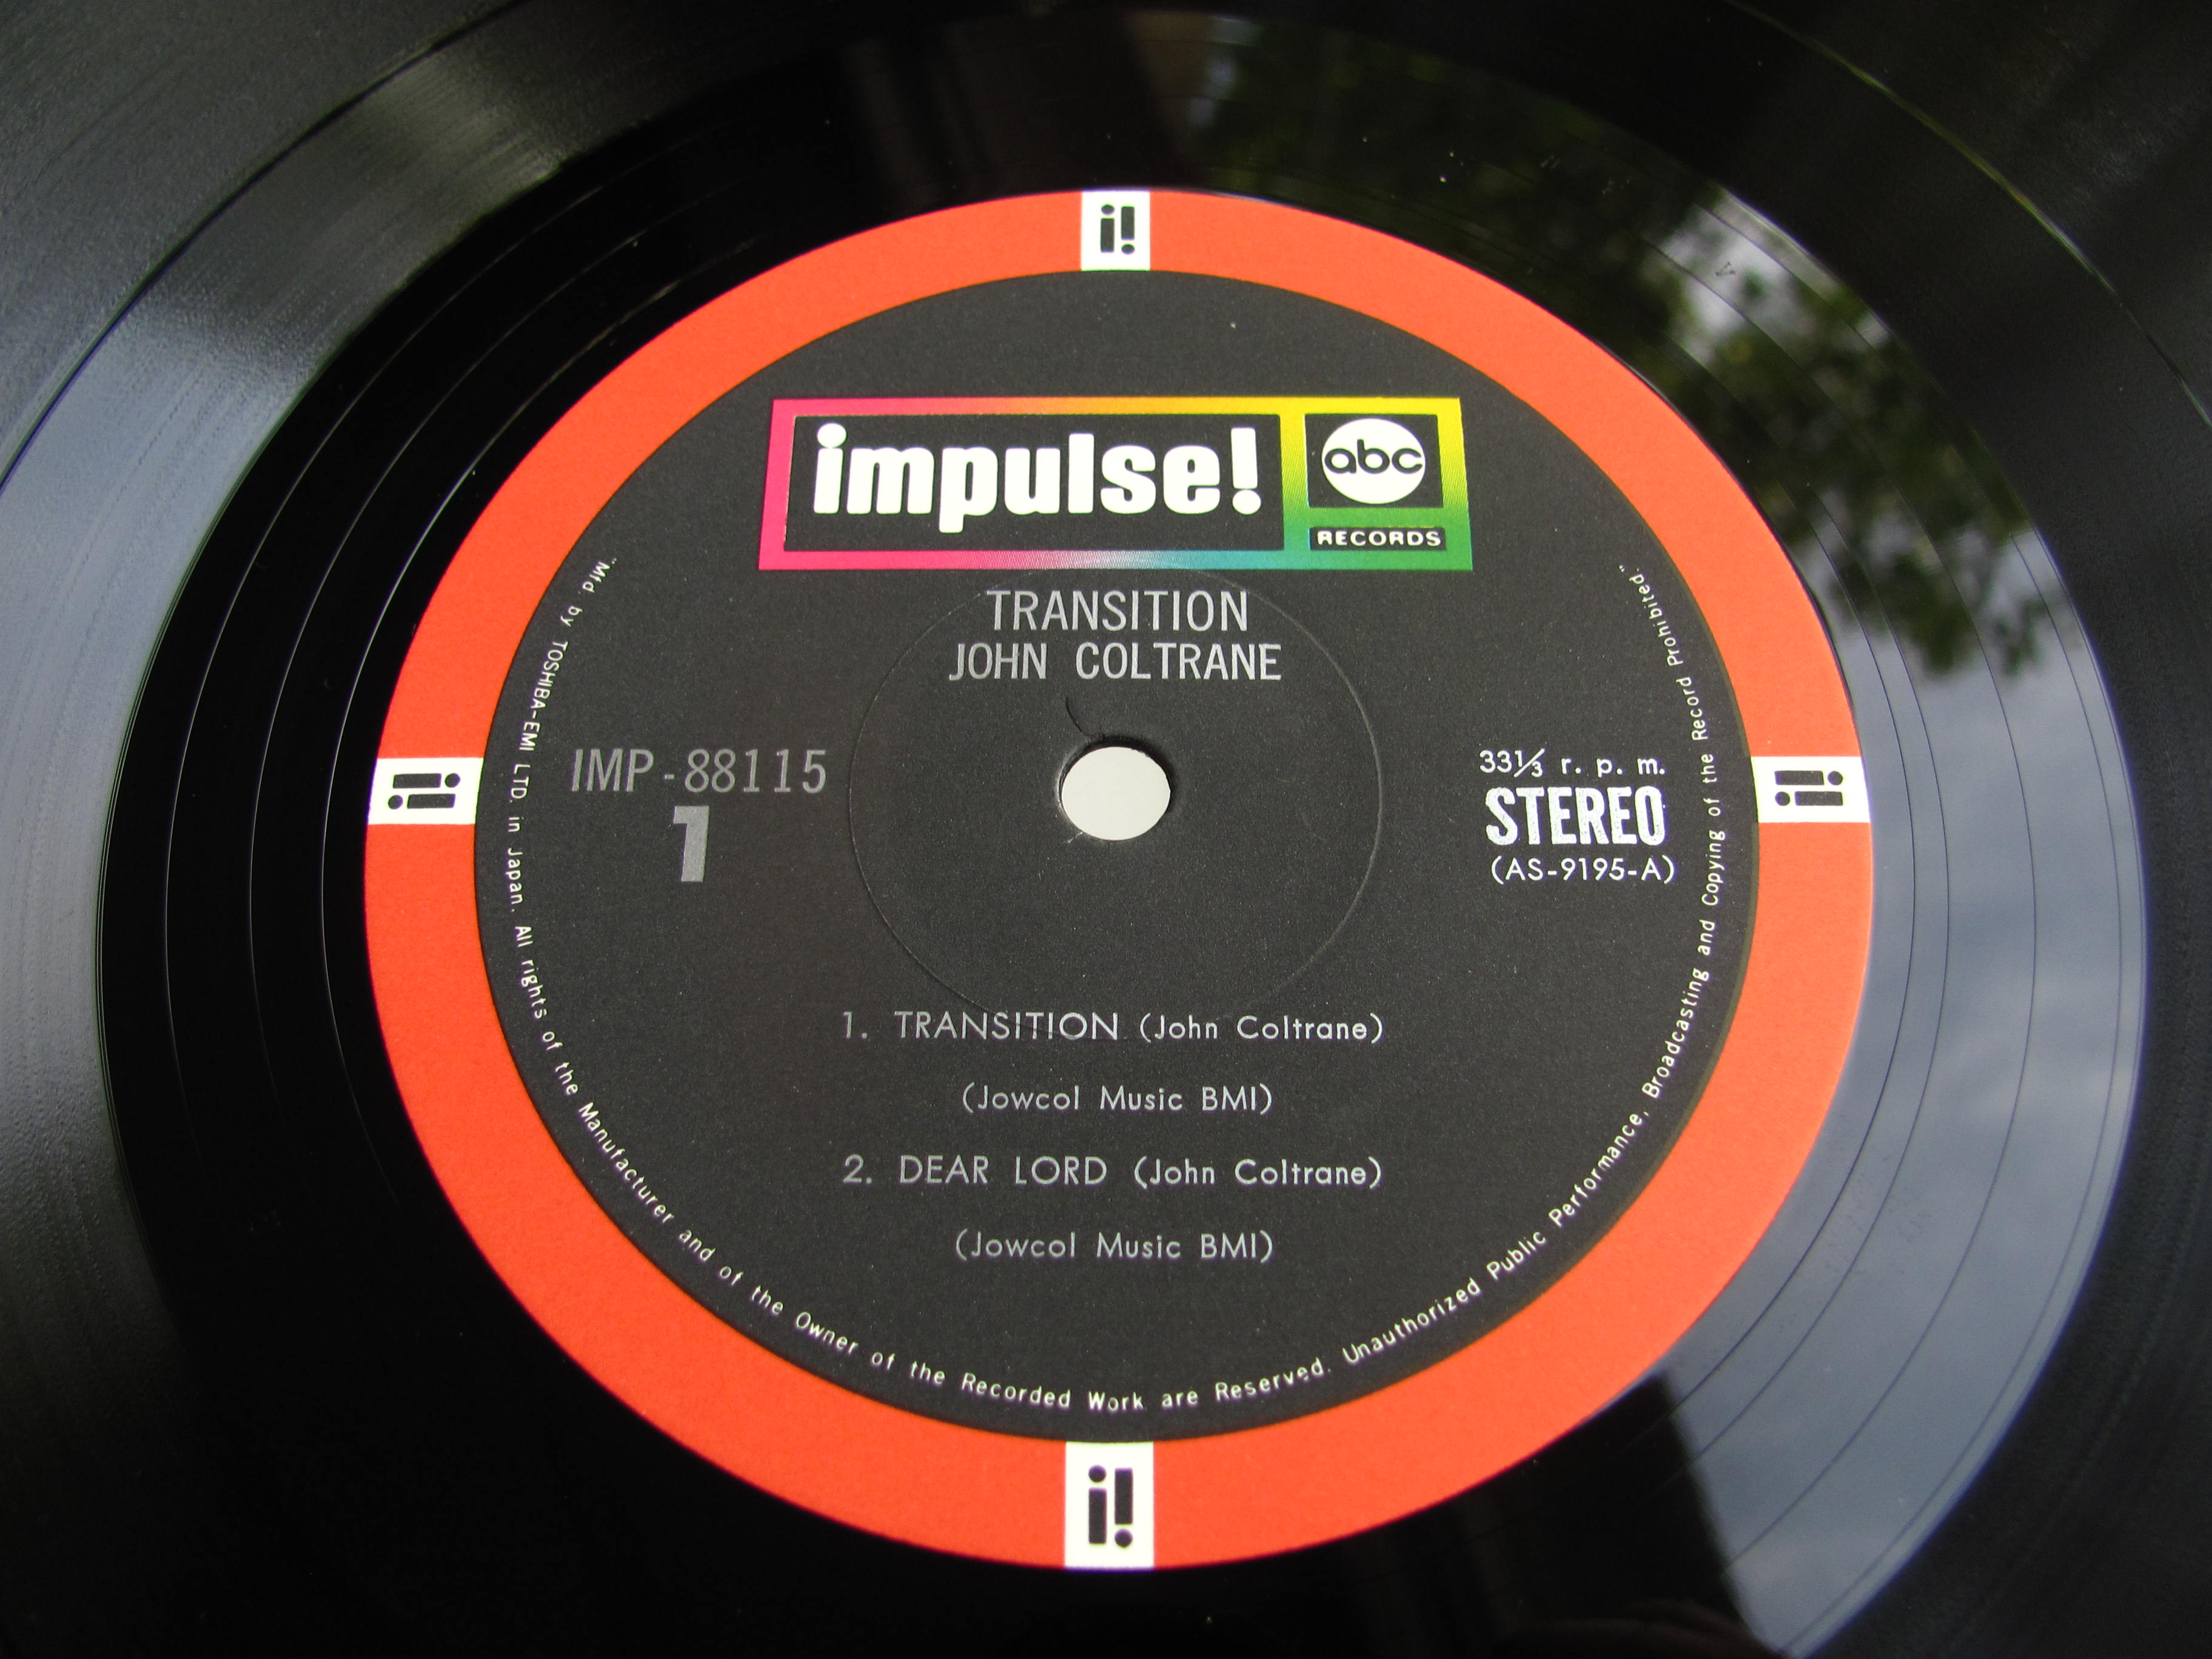 i!
impulse! abc
RECORDS
TRANSITION
JOHN COLTRANE
IMP-88115
1
33⅓ r. p. m.
STEREO
(AS-9195-A)
i!
i!
1. TRANSITION (John Coltrane)
(Jowcol Music BMI)
2. DEAR LORD (John Coltrane)
(Jowcol Music BMI)
"Mf'd by TOSHIBA-EMI LTD. in Japan. All rights of the Manufacturer and of the Owner of the Recorded Work are Reserved. Unauthorized Public Performance, Broadcasting and Copying of the Record Prohibited."
i!